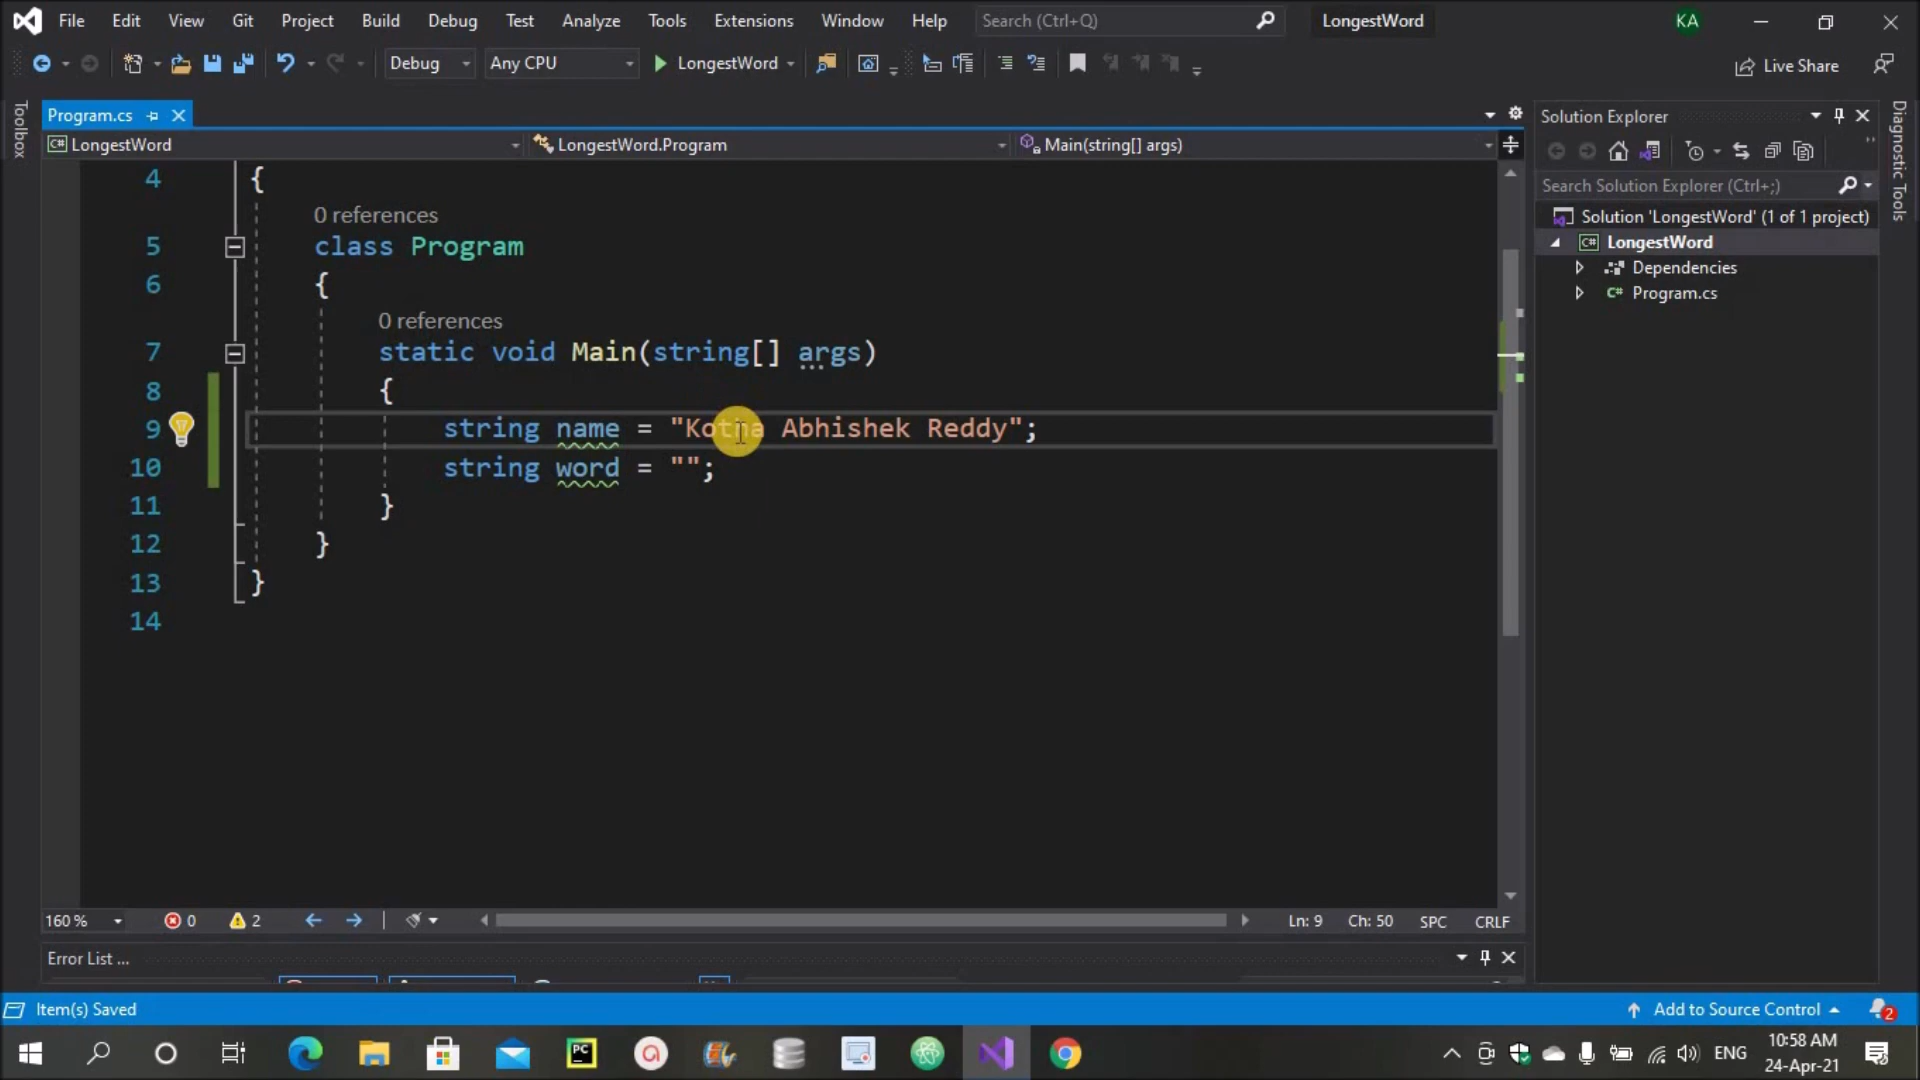 File Edit View Git Project Build Debug Test Analyze Tools Extensions Window Help Search (Ctrl+Q) LongestWord KA
Debug Any CPU LongestWord Live Share
Toolbox
Program.cs
LongestWord LongestWord.Program Main(string[] args)
4 {
0 references
5 class Program
6 {
0 references
7 static void Main(string[] args)
8 {
9 string name = "Kotha Abhishek Reddy";
10 string word = "";
11 }
12 }
13 }
14
160 % 0 2 Ln: 9 Ch: 50 SPC CRLF
Error List ...
Solution Explorer
Search Solution Explorer (Ctrl+;)
Solution 'LongestWord' (1 of 1 project)
C# LongestWord
Dependencies
C# Program.cs
Diagnostic Tools
Item(s) Saved Add to Source Control 2
PC
ENG
10:58 AM
24-Apr-21